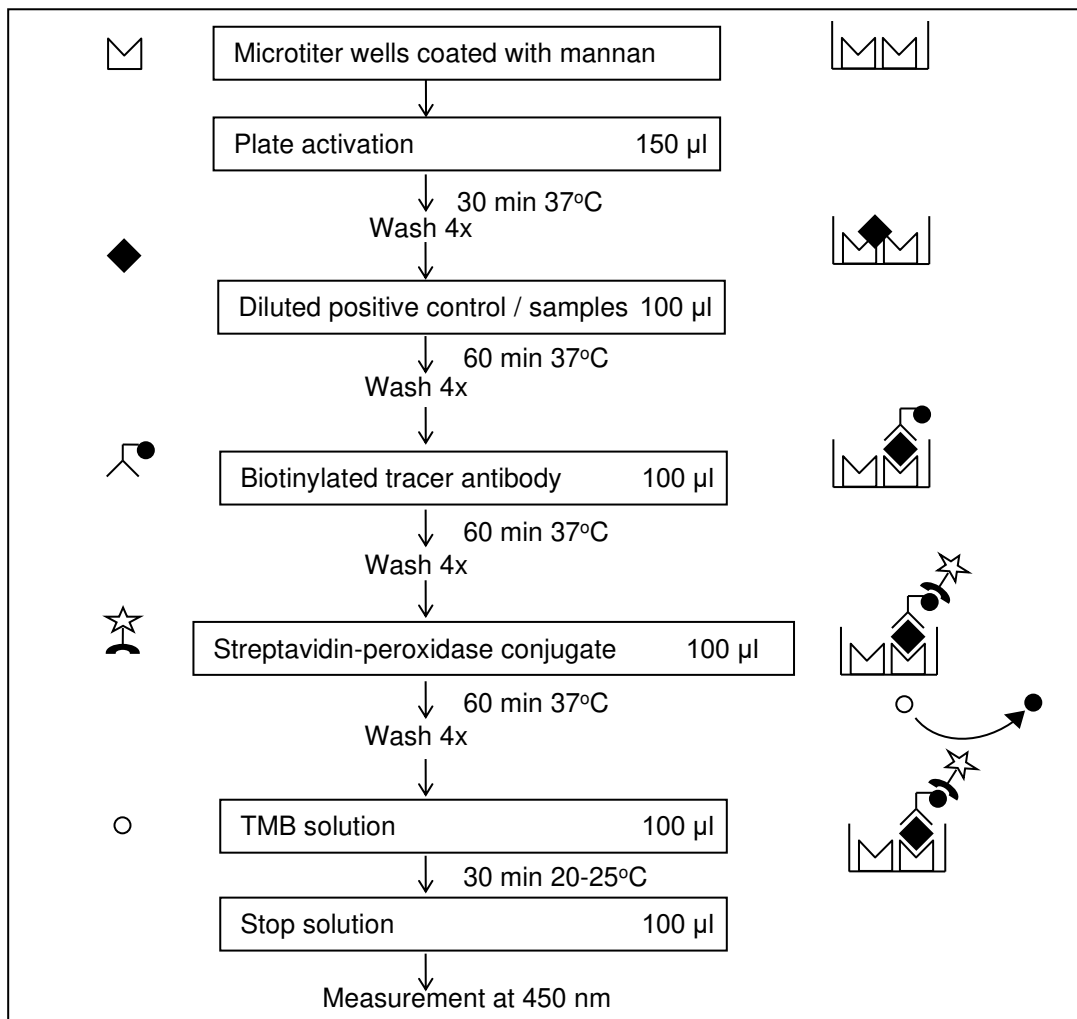 Microtiter wells coated with mannan
Plate activation 150 µl
30 min 37°C
Wash 4x
Diluted positive control / samples 100 µl
60 min 37°C
Wash 4x
Biotinylated tracer antibody 100 µl
60 min 37°C
Wash 4x
Streptavidin-peroxidase conjugate 100 µl
60 min 37°C
Wash 4x
TMB solution 100 µl
30 min 20-25°C
Stop solution 100 µl
Measurement at 450 nm